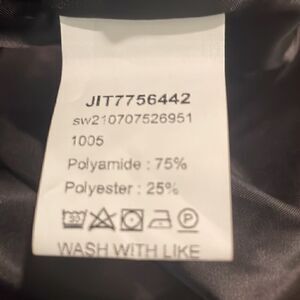 JIT7756442
sw210707526951
1005
Polyamide : 75%
Polyester : 25%
WASH WITH LIKE